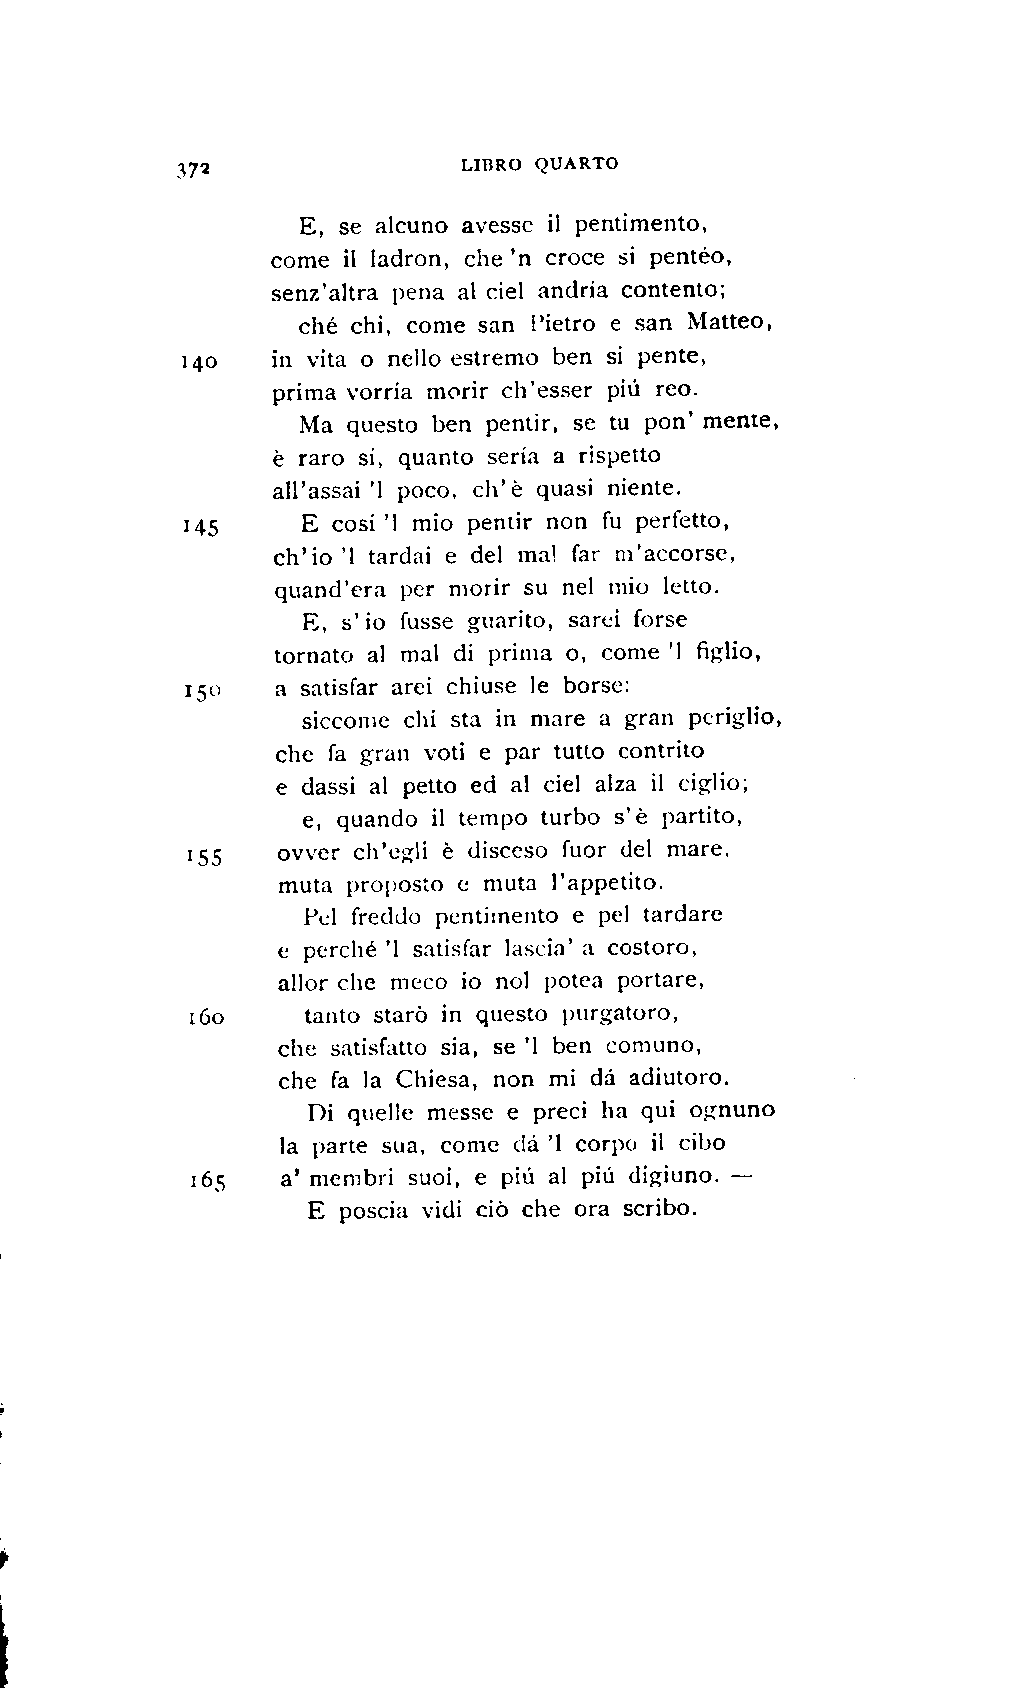 372 LIBRO QUARTO
E, se alcuno avesse il pentimento,
come il ladron, che 'n croce si pentéo,
senz'altra pena al ciel andría contento;
ché chi, come san Pietro e san Matteo,
140 in vita o nello estremo ben si pente,
prima vorría morir ch'esser piú reo.
Ma questo ben pentir, se tu pon' mente,
è raro sí, quanto sería a rispetto
all'assai 'l poco, ch'è quasi niente.
145 E cosí 'l mio pentir non fu perfetto,
ch'io 'l tardai e del mal far m'accorse,
quand'era per morir su nel mio letto.
E, s'io fusse guarito, sarei forse
tornato al mal di prima o, come 'l figlio,
150 a satisfar arei chiuse le borse:
siccome chi sta in mare a gran periglio,
che fa gran voti e par tutto contrito
e dassi al petto ed al ciel alza il ciglio;
e, quando il tempo turbo s'è partito,
155 ovver ch'egli è disceso fuor del mare,
muta proposto e muta l'appetito.
Pel freddo pentimento e pel tardare
e perché 'l satisfar lascia' a costoro,
allor che meco io nol potea portare,
160 tanto starò in questo purgatoro,
che satisfatto sia, se 'l ben comuno,
che fa la Chiesa, non mi dá adiutoro.
Di quelle messe e preci ha qui ognuno
la parte sua, come dá 'l corpo il cibo
165 a' membri suoi, e piú al piú digiuno. —
E poscia vidi ciò che ora scribo.